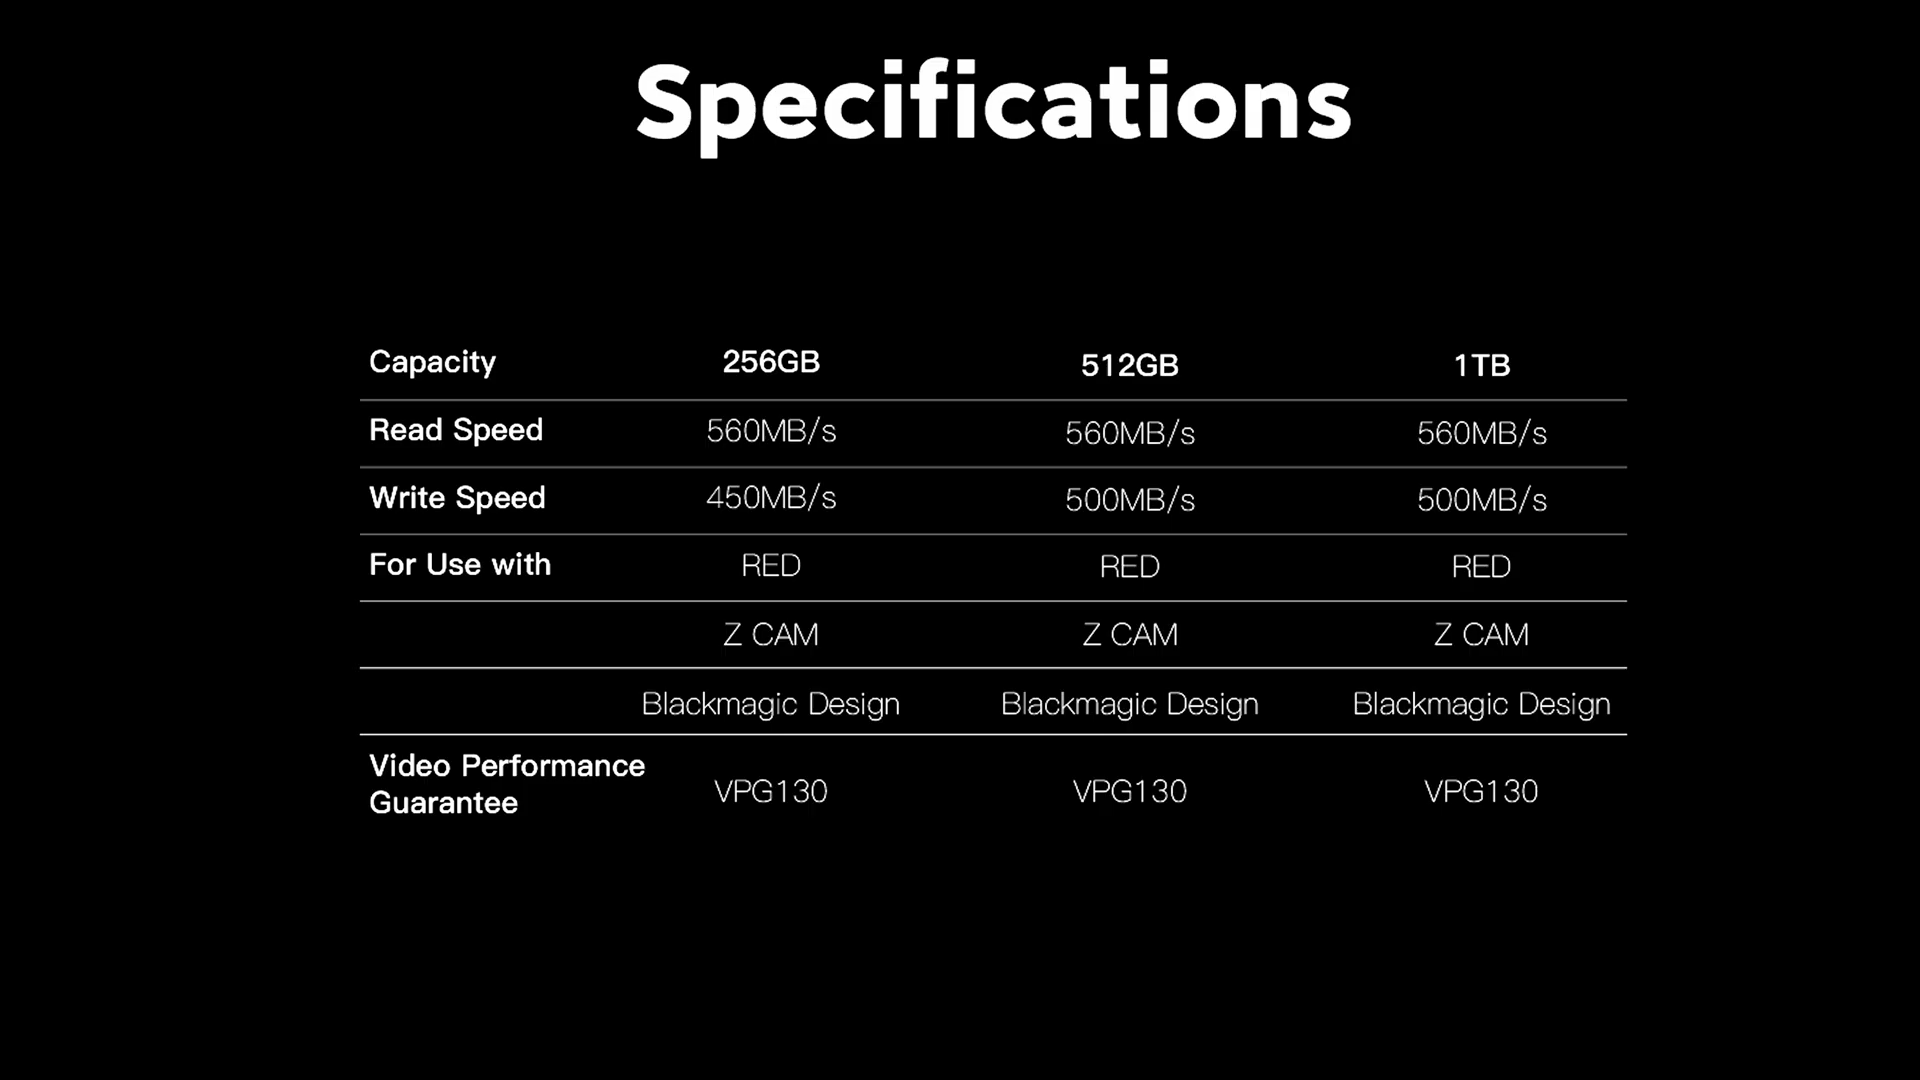 Specifications
Capacity 256GB 512GB 1TB
Read Speed 560MB/s 560MB/s 560MB/s
Write Speed 450MB/s 500MB/s 500MB/s
For Use with RED RED RED
Z CAM Z CAM Z CAM
Blackmagic Design Blackmagic Design Blackmagic Design
Video Performance
Guarantee VPG130 VPG130 VPG130